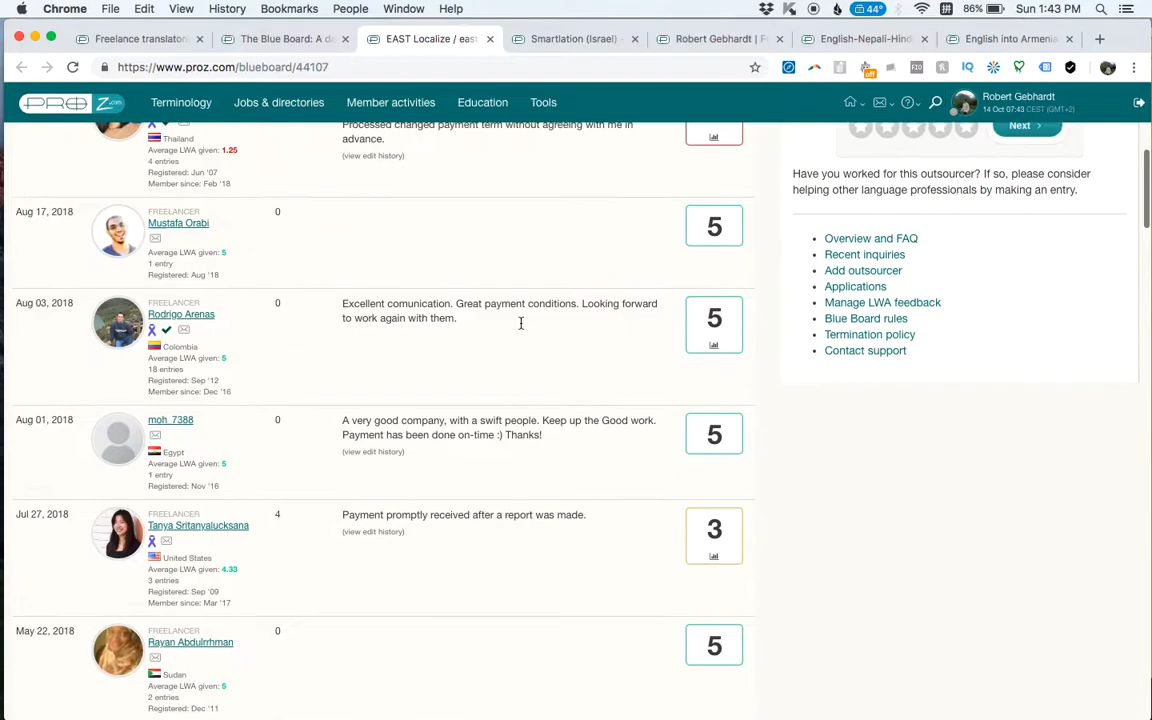 Chrome File Edit View History Bookmarks People Window Help 44° 86% Sun 1:43 PM
Freelance translator × The Blue Board: A da × EAST Localize / east × Smartlation (Israel) - × Robert Gebhardt | F × English-Nepali-Hind × English into Armenia ×
https://www.proz.com/blueboard/44107
PROZ.com Terminology Jobs & directories Member activities Education Tools Robert Gebhardt
14 Oct 07:43 CEST (GMT+2)
Processed changed payment term without agreeing with me in
advance.
(view edit history)
Thailand
Average LWA given: 1.25
4 entries
Registered: Jun '07
Member since: Feb '18
Next ›
Have you worked for this outsourcer? If so, please consider
helping other language professionals by making an entry.
Overview and FAQ
Recent inquiries
Add outsourcer
Applications
Manage LWA feedback
Blue Board rules
Termination policy
Contact support
Aug 17, 2018 FREELANCER 0 5
Mustafa Orabi
Average LWA given: 5
1 entry
Registered: Aug '18
Aug 03, 2018 FREELANCER 0 Excellent comunication. Great payment conditions. Looking forward
to work again with them. 5
Rodrigo Arenas
Colombia
Average LWA given: 5
18 entries
Registered: Sep '12
Member since: Dec '16
Aug 01, 2018 moh_7388 0 A very good company, with a swift people. Keep up the Good work.
Payment has been done on-time :) Thanks! 5
(view edit history)
Egypt
Average LWA given: 5
1 entry
Registered: Nov '16
Jul 27, 2018 FREELANCER 4 Payment promptly received after a report was made. 3
(view edit history)
Tanya Sritanyalucksana
United States
Average LWA given: 4.33
3 entries
Registered: Sep '09
Member since: Mar '17
May 22, 2018 FREELANCER 0 5
Rayan Abdulrrhman
Sudan
Average LWA given: 5
2 entries
Registered: Dec '11